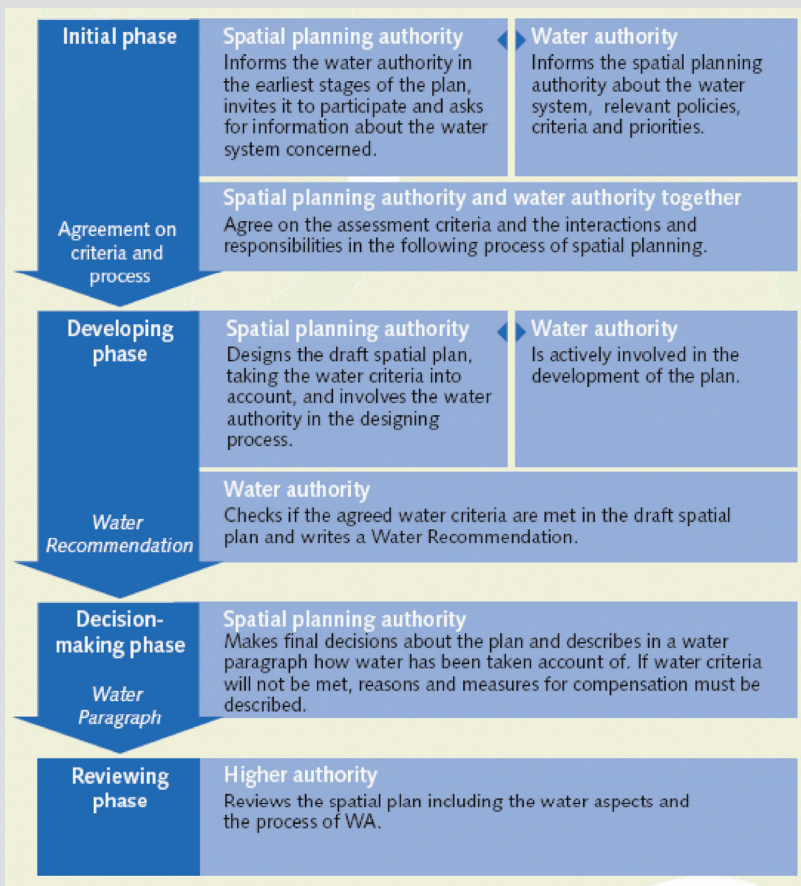 Initial phase
Spatial planning authority
Informs the water authority in
the earliest stages of the plan,
invites it to participate and asks
for information about the water
system concerned.
Water authority
Informs the spatial planning
authority about the water
system, relevant policies,
criteria and priorities.
Spatial planning authority and water authority together
Agree on the assessment criteria and the interactions and
responsibilities in the following process of spatial planning.
Agreement on
criteria and
process
Developing
phase
Spatial planning authority
Designs the draft spatial plan,
taking the water criteria into
account, and involves the water
authority in the designing
process.
Water authority
Is actively involved in the
development of the plan.
Water authority
Checks if the agreed water criteria are met in the draft spatial
plan and writes a Water Recommendation.
Water
Recommendation
Decision-
making phase
Water
Paragraph
Spatial planning authority
Makes final decisions about the plan and describes in a water
paragraph how water has been taken account of. If water criteria
will not be met, reasons and measures for compensation must be
described.
Reviewing
phase
Higher authority
Reviews the spatial plan including the water aspects and
the process of WA.